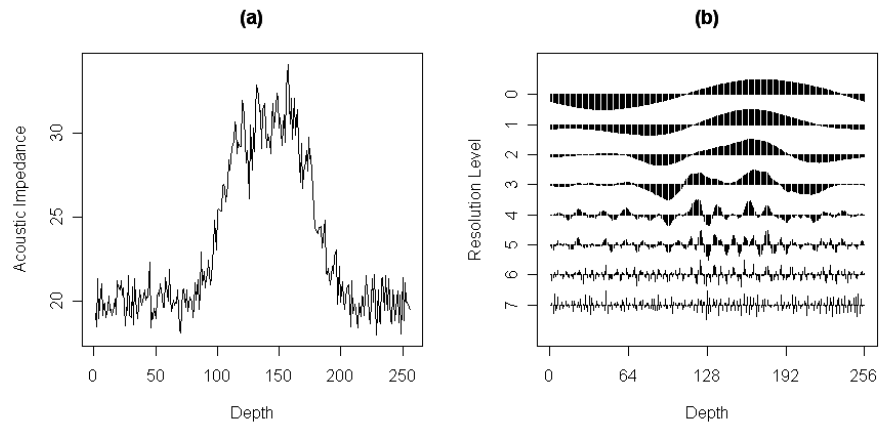 (a)
Acoustic Impedance
30
25
20
0 50 100 150 200 250
Depth
(b)
Resolution Level
0
1
2
3
4
5
6
7
0 64 128 192 256
Depth